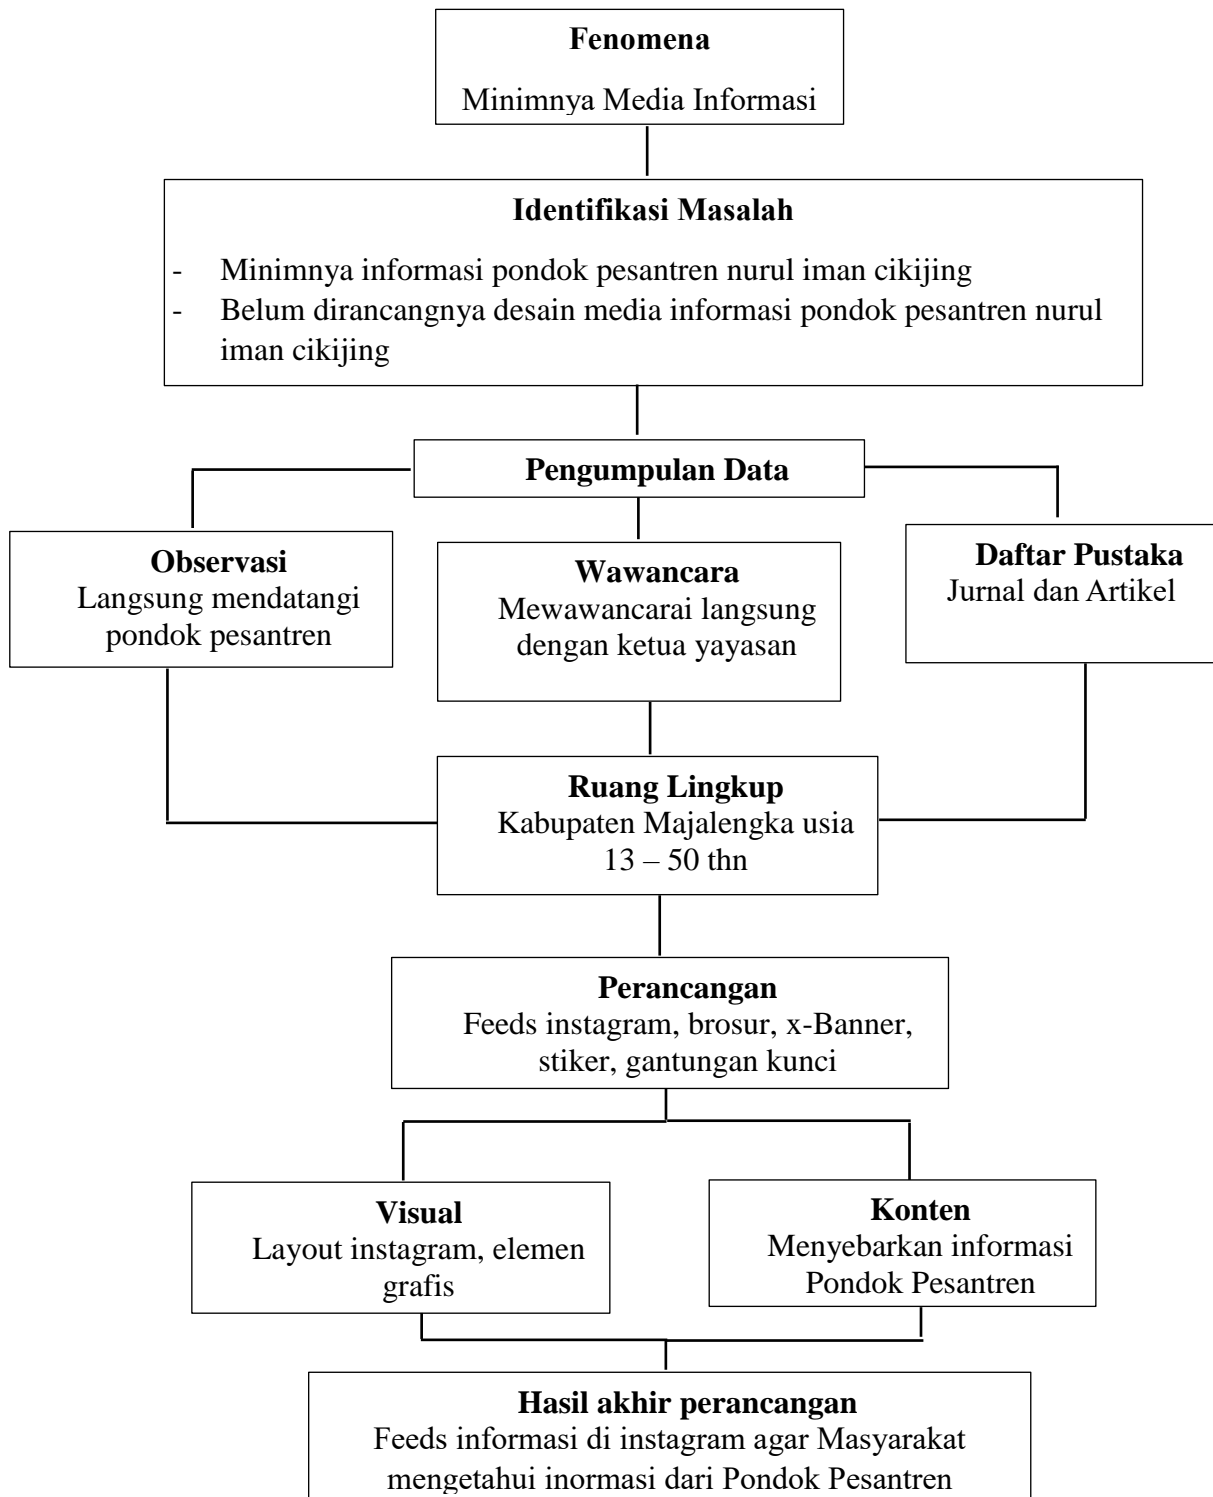 Fenomena
Minimnya Media Informasi
Identifikasi Masalah
- Minimnya informasi pondok pesantren nurul iman cikijing
- Belum dirancangnya desain media informasi pondok pesantren nurul
iman cikijing
Pengumpulan Data
Observasi
Langsung mendatangi
pondok pesantren
Wawancara
Mewawancarai langsung
dengan ketua yayasan
Daftar Pustaka
Jurnal dan Artikel
Ruang Lingkup
Kabupaten Majalengka usia
13 – 50 thn
Perancangan
Feeds instagram, brosur, x-Banner,
stiker, gantungan kunci
Visual
Layout instagram, elemen
grafis
Konten
Menyebarkan informasi
Pondok Pesantren
Hasil akhir perancangan
Feeds informasi di instagram agar Masyarakat
mengetahui inormasi dari Pondok Pesantren